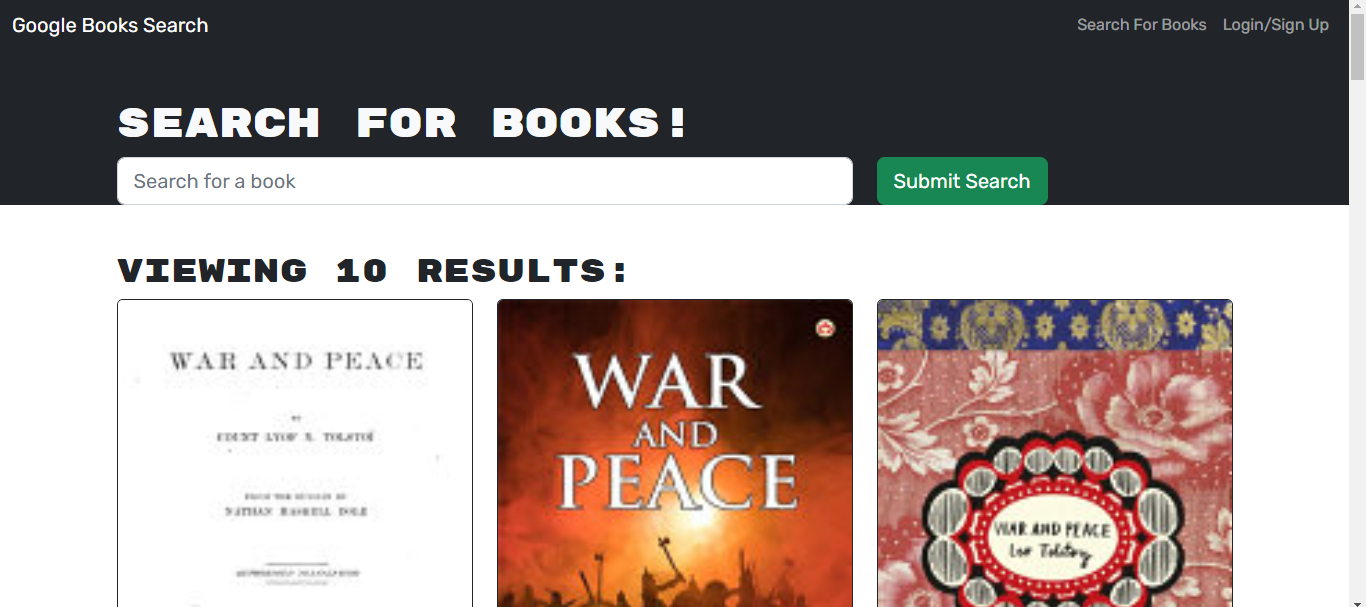 Google Books Search
Search For Books
Login/Sign Up
SEARCH FOR BOOKS!
Search for a book
Submit Search
VIEWING 10 RESULTS:
WAR AND PEACE
BY
COUNT LYOF N. TOLSTOÏ
FROM THE RUSSIAN BY
NATHAN HASKELL DOLE
WAR
AND
PEACE
WAR AND PEACE
Leo Tolstoy